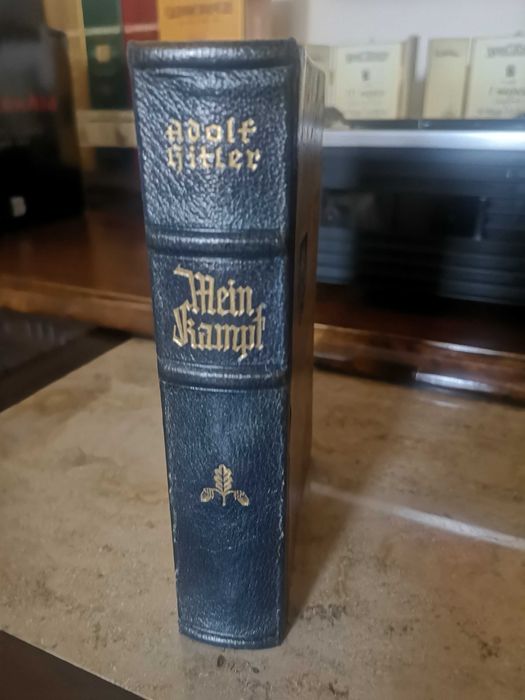 Adolf
Hitler
Mein
Kampf